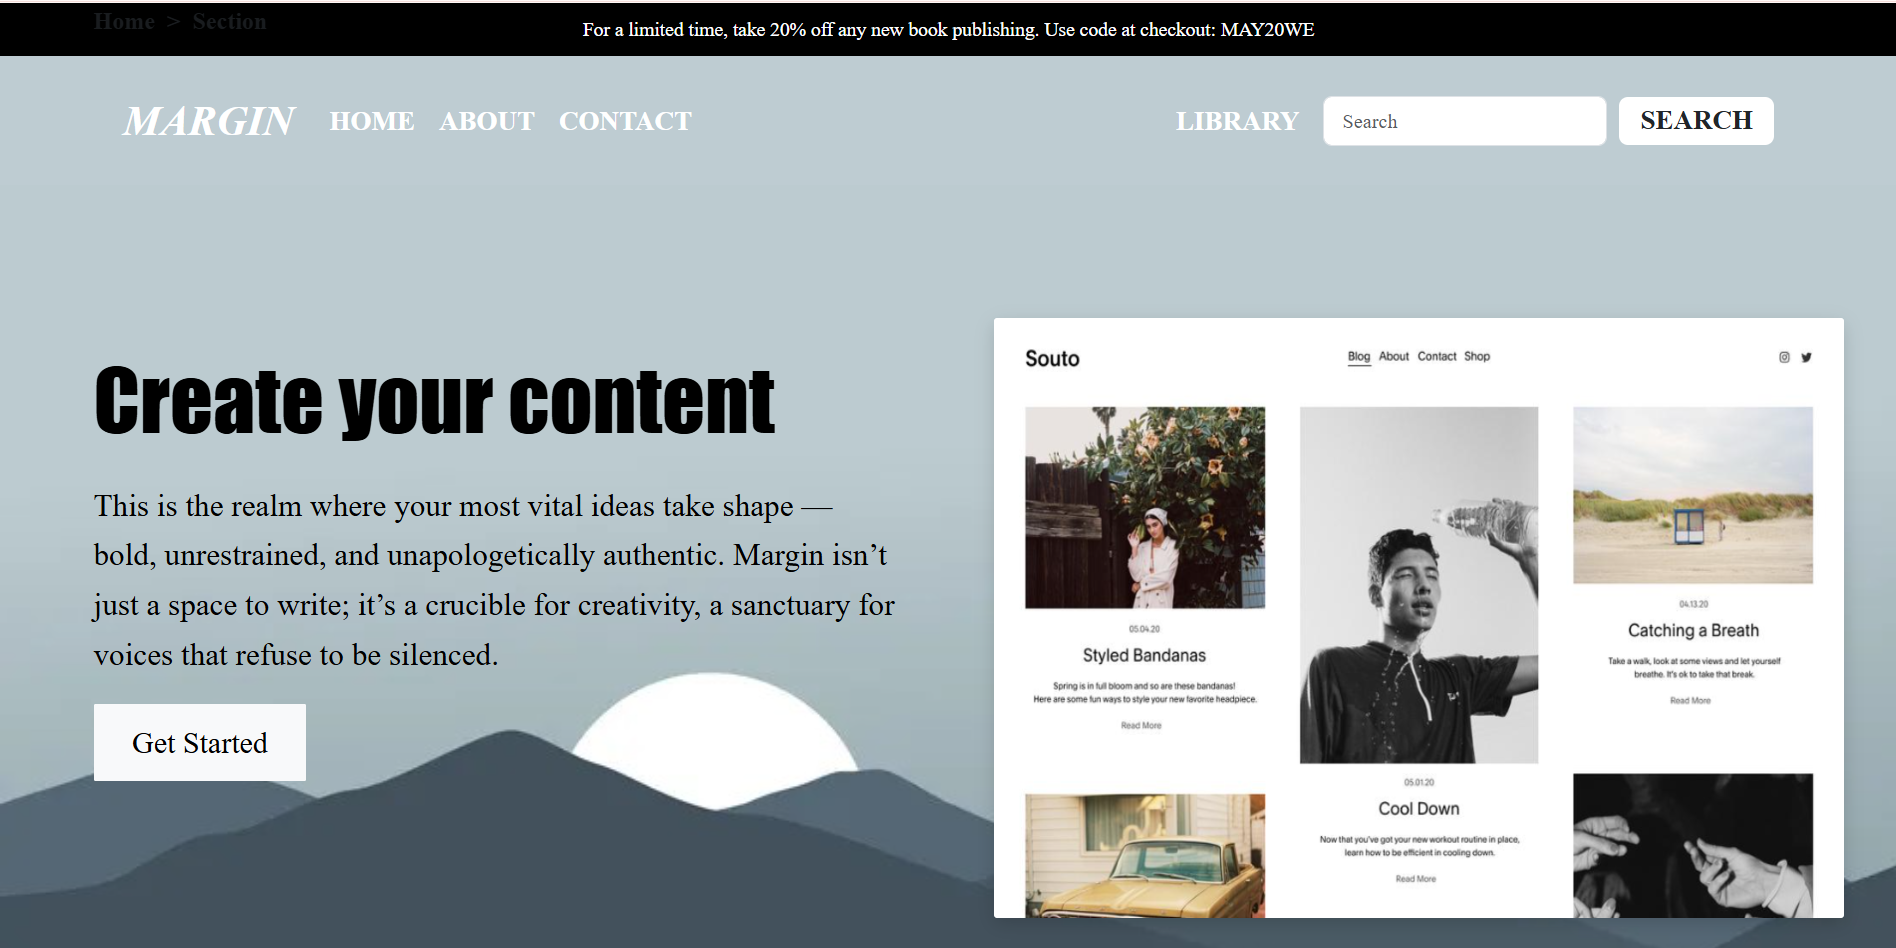 Home > Section
For a limited time, take 20% off any new book publishing. Use code at checkout: MAY20WE
MARGIN HOME ABOUT CONTACT LIBRARY Search SEARCH
Create your content
This is the realm where your most vital ideas take shape —
bold, unrestrained, and unapologetically authentic. Margin isn’t
just a space to write; it’s a crucible for creativity, a sanctuary for
voices that refuse to be silenced.
Get Started
Souto Blog About Contact Shop
05.04.20
Styled Bandanas
Spring is in full bloom and so are these bandanas!
Here are some fun ways to style your new favorite headpiece.
Read More
05.01.20
Cool Down
Now that you've got your new workout routine in place,
learn how to be efficient in cooling down.
Read More
04.13.20
Catching a Breath
Take a walk, look at some views and let yourself
breathe. It's ok to take that break.
Read More